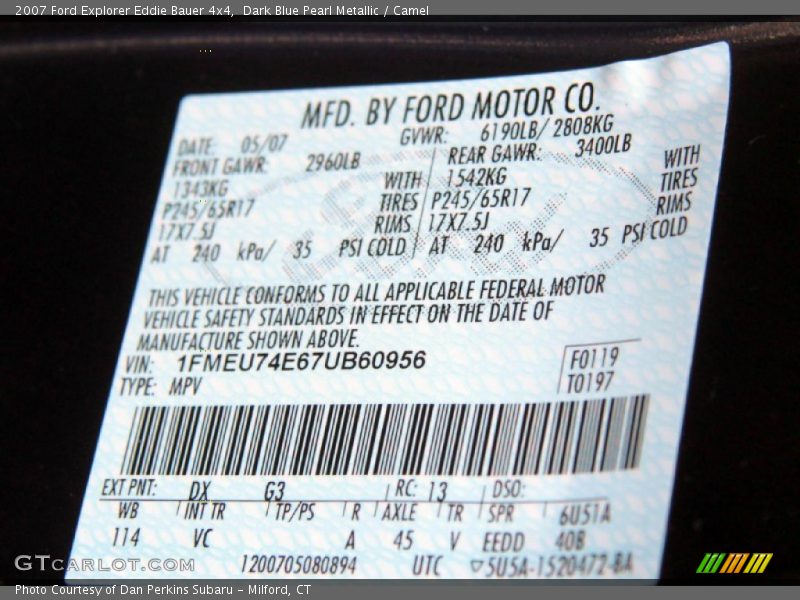 2007 Ford Explorer Eddie Bauer 4x4,  Dark Blue Pearl Metallic / Camel
MFD. BY FORD MOTOR CO.
DATE: 05/07 GVWR: 6190LB/ 2808KG
FRONT GAWR: 2960LB REAR GAWR: 3400LB
1343KG WITH 1542KG WITH
P245/65R17 TIRES P245/65R17 TIRES
17X7.5J RIMS 17X7.5J RIMS
AT 240 kPa/ 35 PSI COLD AT 240 kPa/ 35 PSI COLD
THIS VEHICLE CONFORMS TO ALL APPLICABLE FEDERAL MOTOR
VEHICLE SAFETY STANDARDS IN EFFECT ON THE DATE OF
MANUFACTURE SHOWN ABOVE.
VIN: 1FMEU74E67UB60956 F0119
TYPE: MPV T0197
EXT PNT: DX G3 RC: 13 DSO:
WB INT TR TP/PS R AXLE TR SPR 6U51A
114 VC A 45 V EEDD 40B
1200705080894 UTC ▽5U5A-1520472-BA
GTCARLOT.COM
Photo Courtesy of Dan Perkins Subaru - Milford, CT